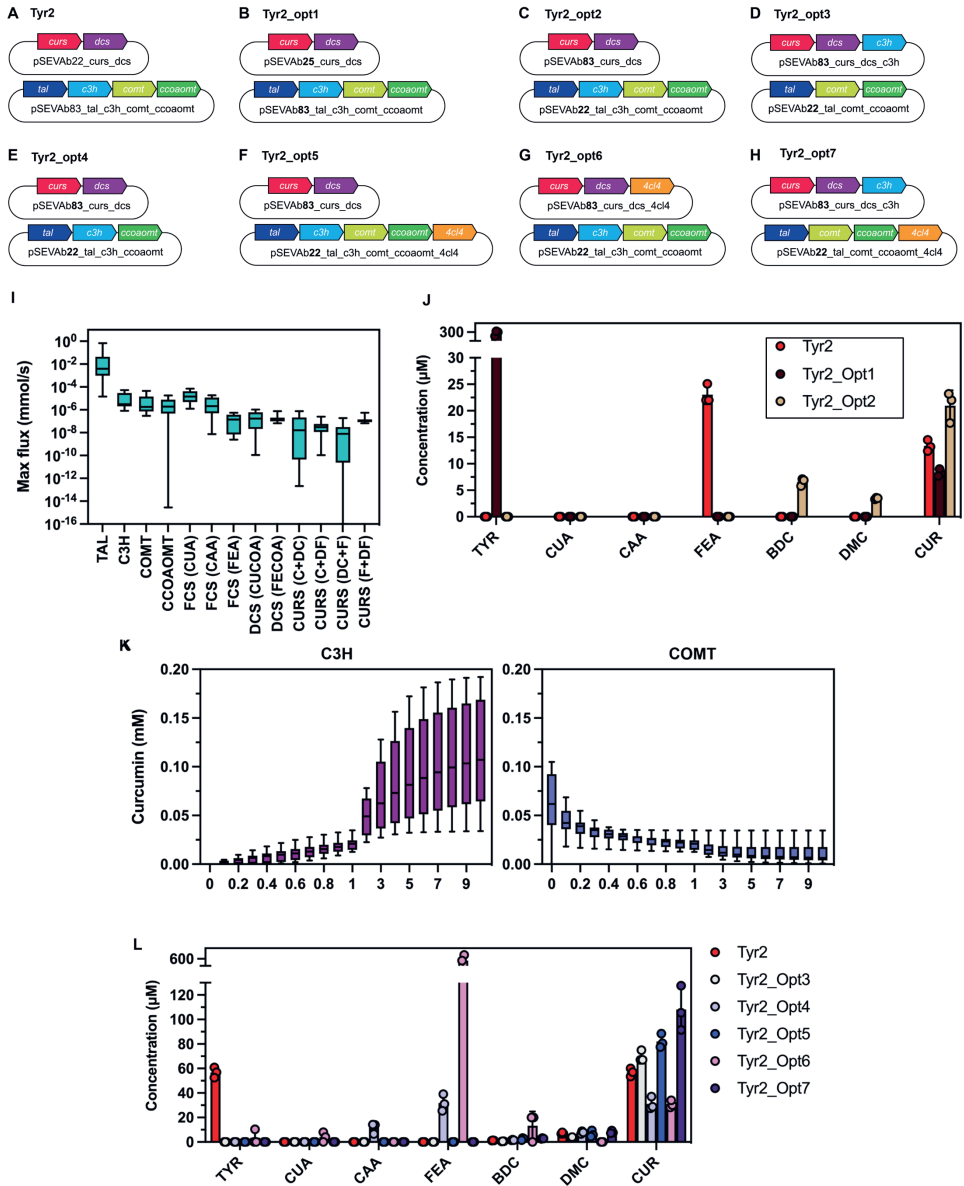 A Tyr2
curs dcs
pSEVAb22_curs_dcs
tal c3h comt ccoaomt
pSEVAb83_tal_c3h_comt_ccoaomt
B Tyr2_opt1
curs dcs
pSEVAb25_curs_dcs
tal c3h comt ccoaomt
pSEVAb83_tal_c3h_comt_ccoaomt
C Tyr2_opt2
curs dcs
pSEVAb83_curs_dcs
tal c3h comt ccoaomt
pSEVAb22_tal_c3h_comt_ccoaomt
D Tyr2_opt3
curs dcs c3h
pSEVAb83_curs_dcs_c3h
tal comt ccoaomt
pSEVAb22_tal_comt_ccoaomt
E Tyr2_opt4
curs dcs
pSEVAb83_curs_dcs
tal c3h ccoaomt
pSEVAb22_tal_c3h_ccoaomt
F Tyr2_opt5
curs dcs
pSEVAb83_curs_dcs
tal c3h comt ccoaomt 4cl4
pSEVAb22_tal_c3h_comt_ccoaomt_4cl4
G Tyr2_opt6
curs dcs 4cl4
pSEVAb83_curs_dcs_4cl4
tal c3h comt ccoaomt
pSEVAb22_tal_c3h_comt_ccoaomt
H Tyr2_opt7
curs dcs c3h
pSEVAb83_curs_dcs_c3h
tal comt ccoaomt 4cl4
pSEVAb22_tal_comt_ccoaomt_4cl4
I
Max flux (mmol/s)
10^0
10^-2
10^-4
10^-6
10^-8
10^-10
10^-12
10^-14
10^-16
TAL
C3H
COMT
CCOAOMT
FCS (CUA)
FCS (CAA)
FCS (FEA)
DCS (CUCOA)
DCS (FECOA)
CURS (C+DC)
CURS (C+DF)
CURS (DC+F)
CURS (F+DF)
J
Concentration (µM)
300
30
25
20
15
10
5
0
TYR CUA CAA FEA BDC DMC CUR
Tyr2
Tyr2_Opt1
Tyr2_Opt2
K
C3H
Curcumin (mM)
0.20
0.15
0.10
0.05
0.00
0 0.2 0.4 0.6 0.8 1 3 5 7 9
COMT
0.20
0.15
0.10
0.05
0.00
0 0.2 0.4 0.6 0.8 1 3 5 7 9
L
Concentration (µM)
600
120
100
80
60
40
20
0
TYR CUA CAA FEA BDC DMC CUR
Tyr2
Tyr2_Opt3
Tyr2_Opt4
Tyr2_Opt5
Tyr2_Opt6
Tyr2_Opt7